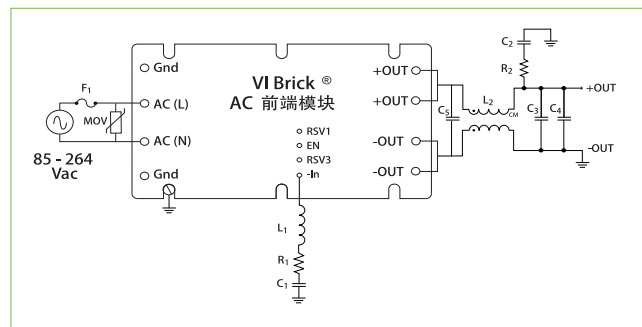 C2
R2
Gnd
VI Brick ®
AC 前端模块
+OUT
F1
L2
+OUT
AC (L)
+OUT
C5
C3
C4
MOV
CM
RSV1
AC (N)
EN
-OUT
-OUT
85 - 264
Vac
RSV3
Gnd
-In
-OUT
L1
R1
C1